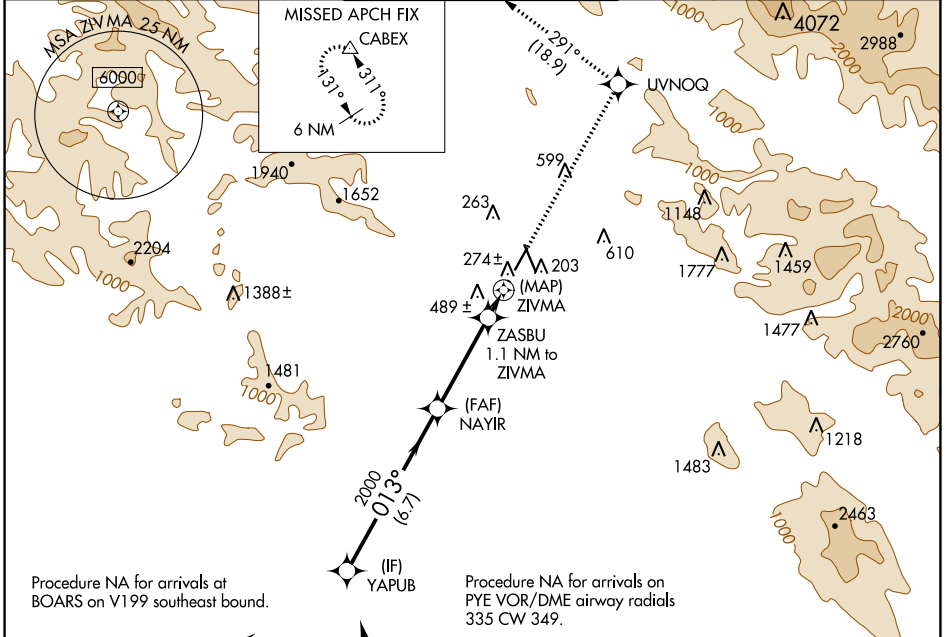 MSA ZIVMA 25 NM
6000
MISSED APCH FIX
CABEX
131°
311°
6 NM
291°
(18.9)
UVNOQ
1000
4072
2988
2000
1000
1000
1940
1652
599
263
1148
610
1777
1459
2204
1000
1388±
274±
203
(MAP)
ZIVMA
489 ±
ZASBU
1.1 NM to
ZIVMA
1477
2000
2760
1000
1481
1000
(FAF)
NAYIR
1218
1483
2000
013°
(6.7)
2463
1000
(IF)
YAPUB
Procedure NA for arrivals at
BOARS on V199 southeast bound.
Procedure NA for arrivals on
PYE VOR/DME airway radials
335 CW 349.